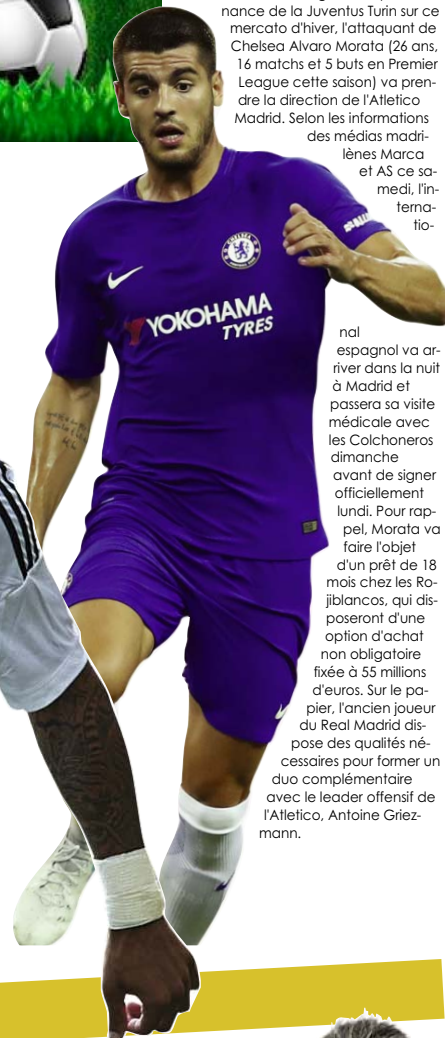 nance de la Juventus Turin sur ce
mercato d'hiver, l'attaquant de
Chelsea Alvaro Morata (26 ans,
16 matchs et 5 buts en Premier
League cette saison) va pren-
dre la direction de l'Atletico
Madrid. Selon les informations
des médias madri-
lènes Marca
et AS ce sa-
medi, l'in-
terna-
tio-
nal
espagnol va ar-
river dans la nuit
à Madrid et
passera sa visite
médicale avec
les Colchoneros
dimanche
avant de signer
officiellement
lundi. Pour rap-
pel, Morata va
faire l'objet
d'un prêt de 18
mois chez les Ro-
jiblancos, qui dis-
poseront d'une
option d'achat
non obligatoire
fixée à 55 millions
d'euros. Sur le pa-
pier, l'ancien joueur
du Real Madrid dis-
pose des qualités né-
cessaires pour former un
duo complémentaire
avec le leader offensif de
l'Atletico, Antoine Griez-
mann.
CHELSEA
YOKOHAMA
TYRES